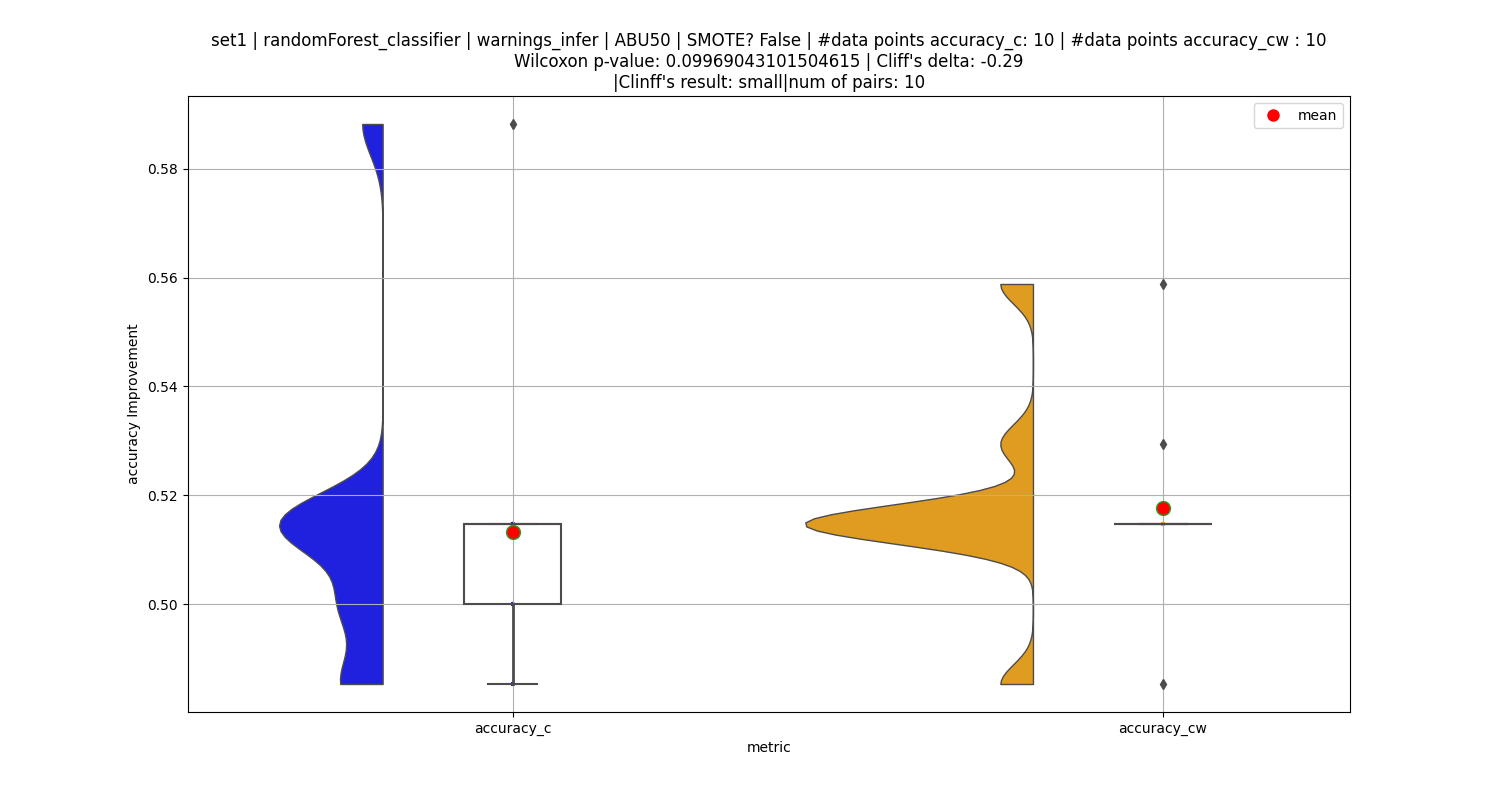 set1 | randomForest_classifier | warnings_infer | ABU50 | SMOTE? False | #data points accuracy_c: 10 | #data points accuracy_cw : 10
Wilcoxon p-value: 0.09969043101504615 | Cliff's delta: -0.29
|Clinff's result: small|num of pairs: 10
mean
0.58
0.56
0.54
0.52
0.50
accuracy Improvement
accuracy_c
accuracy_cw
metric